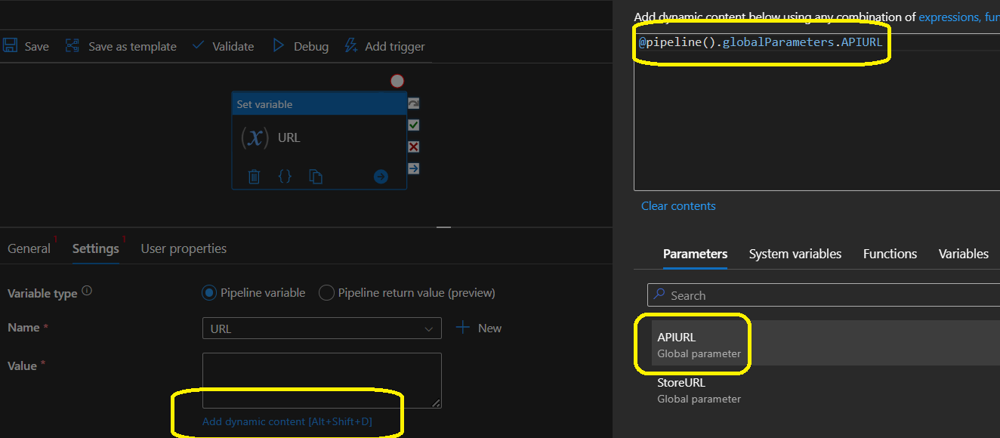 Save
Save as template
Validate
Debug
Add trigger
Set variable
(x)
URL
{}
General 1
Settings 1
User properties
Variable type
Pipeline variable
Pipeline return value (preview)
Name *
URL
New
Value *
Add dynamic content [Alt+Shift+D]
Add dynamic content below using any combination of expressions,
@pipeline().globalParameters.APIURL
Clear contents
Parameters
System variables
Functions
Variables
Search
APIURL
Global parameter
StoreURL
Global parameter